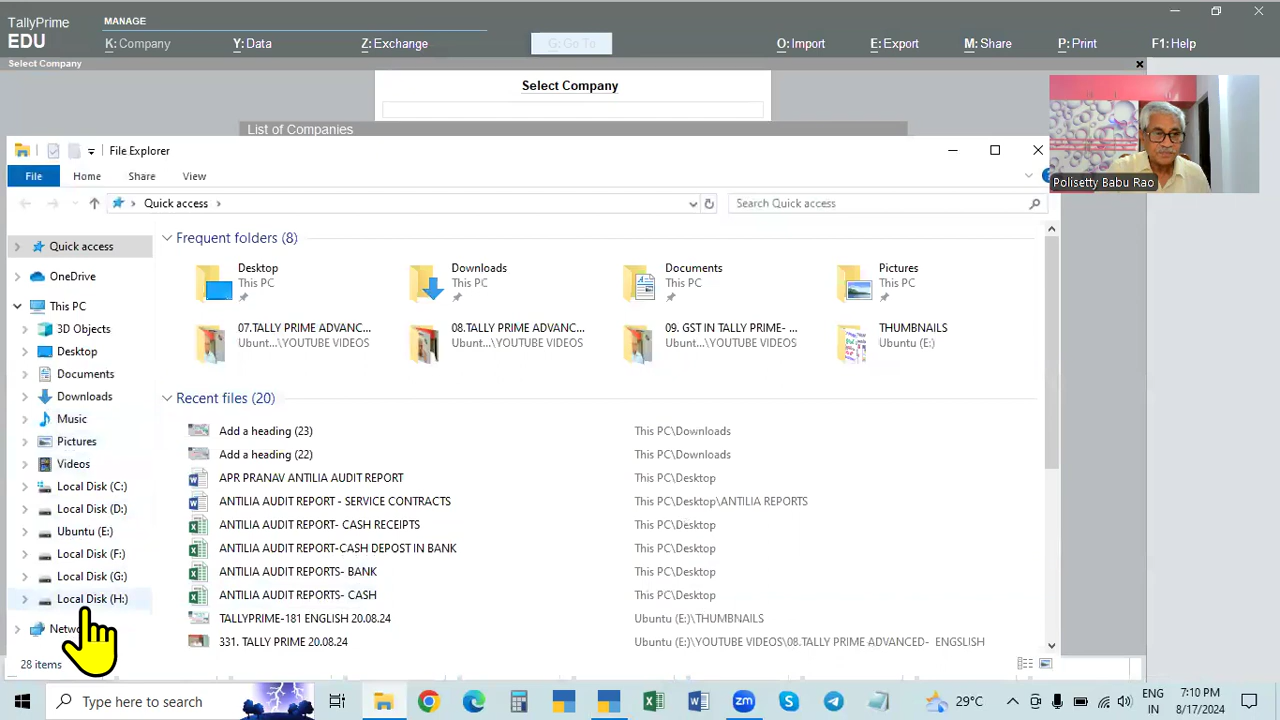 TallyPrime
EDU
MANAGE
K: Company
Y: Data
Z: Exchange
G: Go To
O: Import
E: Export
M: Share
P: Print
F1: Help
Select Company
Select Company
List of Companies
File Explorer
File
Home
Share
View
Quick access
Search Quick access
Polisetty Babu Rao
Quick access
OneDrive
This PC
3D Objects
Desktop
Documents
Downloads
Music
Pictures
Videos
Local Disk (C:)
Local Disk (D:)
Ubuntu (E:)
Local Disk (F:)
Local Disk (G:)
Local Disk (H:)
Frequent folders (8)
Desktop
This PC
Downloads
This PC
Documents
This PC
Pictures
This PC
07.TALLY PRIME ADVANC...
Ubunt...\YOUTUBE VIDEOS
08.TALLY PRIME ADVANC...
Ubunt...\YOUTUBE VIDEOS
09. GST IN TALLY PRIME- ...
Ubunt...\YOUTUBE VIDEOS
THUMBNAILS
Ubuntu (E:)
Recent files (20)
Add a heading (23) This PC\Downloads
Add a heading (22) This PC\Downloads
APR PRANAV ANTILIA AUDIT REPORT This PC\Desktop
ANTILIA AUDIT REPORT - SERVICE CONTRACTS This PC\Desktop\ANTILIA REPORTS
ANTILIA AUDIT REPORT- CASH RECEIPTS This PC\Desktop
ANTILIA AUDIT REPORT-CASH DEPOST IN BANK This PC\Desktop
ANTILIA AUDIT REPORTS- BANK This PC\Desktop
ANTILIA AUDIT REPORTS- CASH This PC\Desktop
TALLYPRIME-181 ENGLISH 20.08.24 Ubuntu (E:)\THUMBNAILS
331. TALLY PRIME 20.08.24 Ubuntu (E:)\YOUTUBE VIDEOS\08.TALLY PRIME ADVANCED- ENGSLISH
28 items
Type here to search
29°C
ENG
IN
7:10 PM
8/17/2024